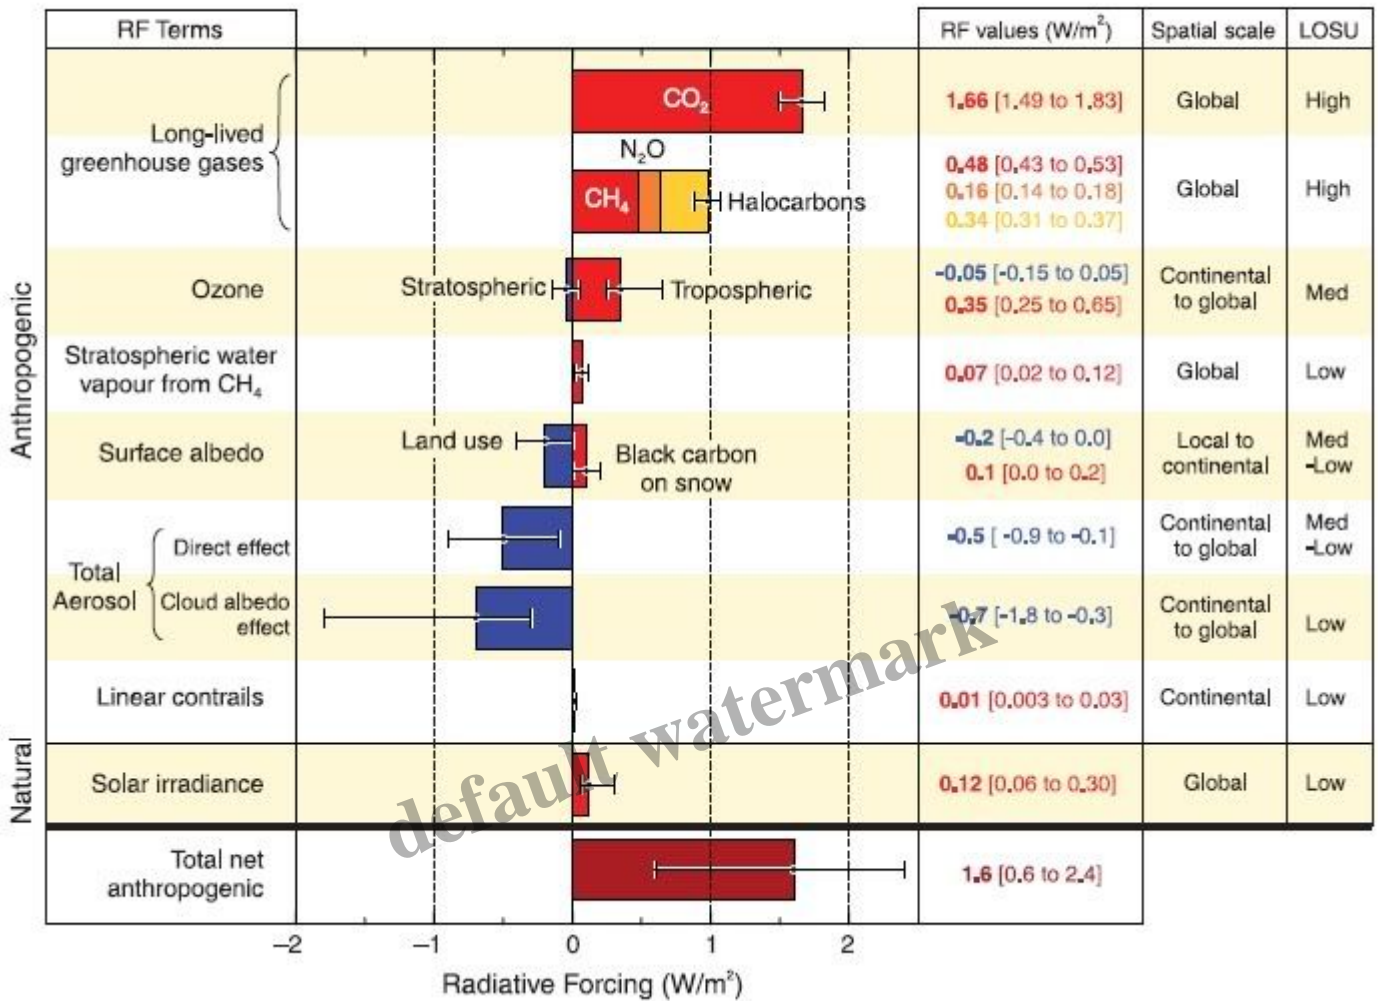 RF Terms
RF values (W/m²)
Spatial scale
LOSU
Anthropogenic
Long-lived
greenhouse gases
CO₂
1.66 [1.49 to 1.83]
Global
High
N₂O
CH₄
Halocarbons
0.48 [0.43 to 0.53]
0.16 [0.14 to 0.18]
0.34 [0.31 to 0.37]
Global
High
Ozone
Stratospheric
Tropospheric
-0.05 [-0.15 to 0.05]
0.35 [0.25 to 0.65]
Continental
to global
Med
Stratospheric water
vapour from CH₄
0.07 [0.02 to 0.12]
Global
Low
Surface albedo
Land use
Black carbon
on snow
-0.2 [-0.4 to 0.0]
0.1 [0.0 to 0.2]
Local to
continental
Med
-Low
Total
Aerosol
Direct effect
-0.5 [ -0.9 to -0.1]
Continental
to global
Med
-Low
Cloud albedo
effect
-0.7 [-1.8 to -0.3]
Continental
to global
Low
Linear contrails
0.01 [0.003 to 0.03]
Continental
Low
Natural
Solar irradiance
0.12 [0.06 to 0.30]
Global
Low
Total net
anthropogenic
1.6 [0.6 to 2.4]
–2
–1
0
1
2
Radiative Forcing (W/m²)
default watermark